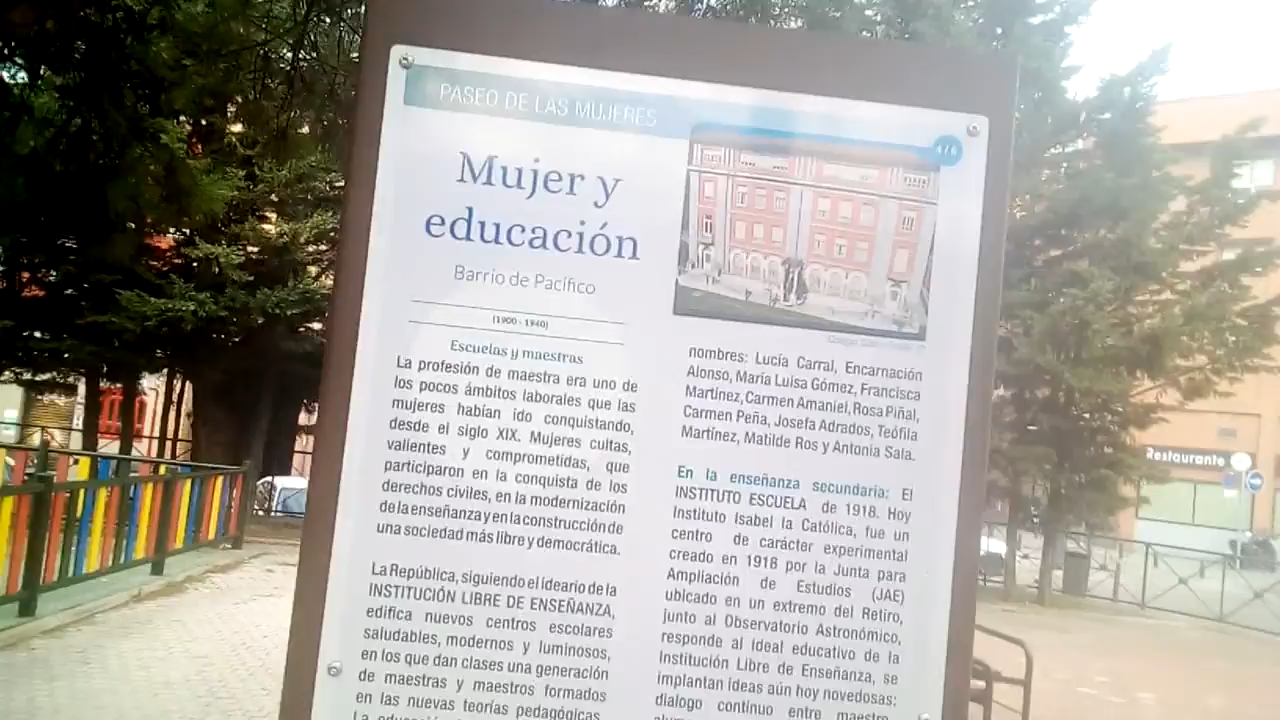 PASEO DE LAS MUJERES
4/6
Mujer y
educación
Barrio de Pacífico
(1900 - 1940)
Escuelas y maestras
La profesión de maestra era uno de
los pocos ámbitos laborales que las
mujeres habían ido conquistando,
desde el siglo XIX. Mujeres cultas,
valientes y comprometidas, que
participaron en la conquista de los
derechos civiles, en la modernización
de la enseñanza y en la construcción de
una sociedad más libre y democrática.
La República, siguiendo el ideario de la
INSTITUCIÓN LIBRE DE ENSEÑANZA,
edifica nuevos centros escolares
saludables, modernos y luminosos,
en los que dan clases una generación
de maestras y maestros formados
en las nuevas teorías pedagógicas.
nombres: Lucía Carral, Encarnación
Alonso, María Luisa Gómez, Francisca
Martínez, Carmen Amaniel, Rosa Piñal,
Carmen Peña, Josefa Adrados, Teófila
Martínez, Matilde Ros y Antonia Sala.
En la enseñanza secundaria: El
INSTITUTO ESCUELA de 1918. Hoy
Instituto Isabel la Católica, fue un
centro de carácter experimental
creado en 1918 por la Junta para
Ampliación de Estudios (JAE)
ubicado en un extremo del Retiro,
junto al Observatorio Astronómico,
responde al ideal educativo de la
Institución Libre de Enseñanza, se
implantan ideas aún hoy novedosas:
dialogo continuo entre maestro
Restaurante